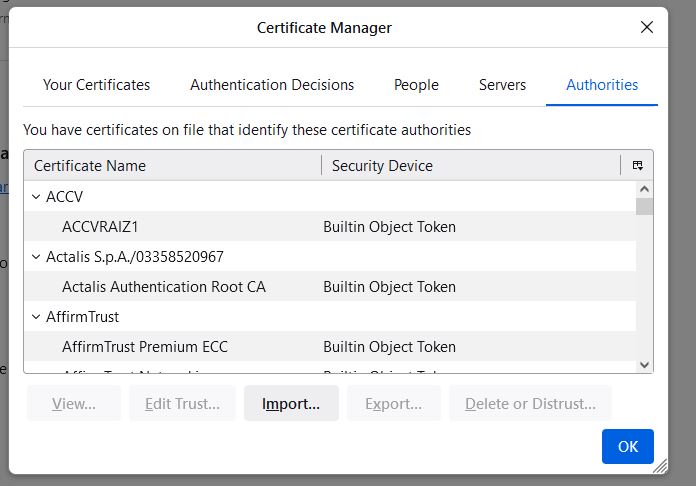 Certificate Manager
Your Certificates Authentication Decisions People Servers Authorities
You have certificates on file that identify these certificate authorities
Certificate Name Security Device
ACCV
ACCVRAIZ1 Builtin Object Token
Actalis S.p.A./03358520967
Actalis Authentication Root CA Builtin Object Token
AffirmTrust
AffirmTrust Premium ECC Builtin Object Token
View... Edit Trust... Import... Export... Delete or Distrust...
OK